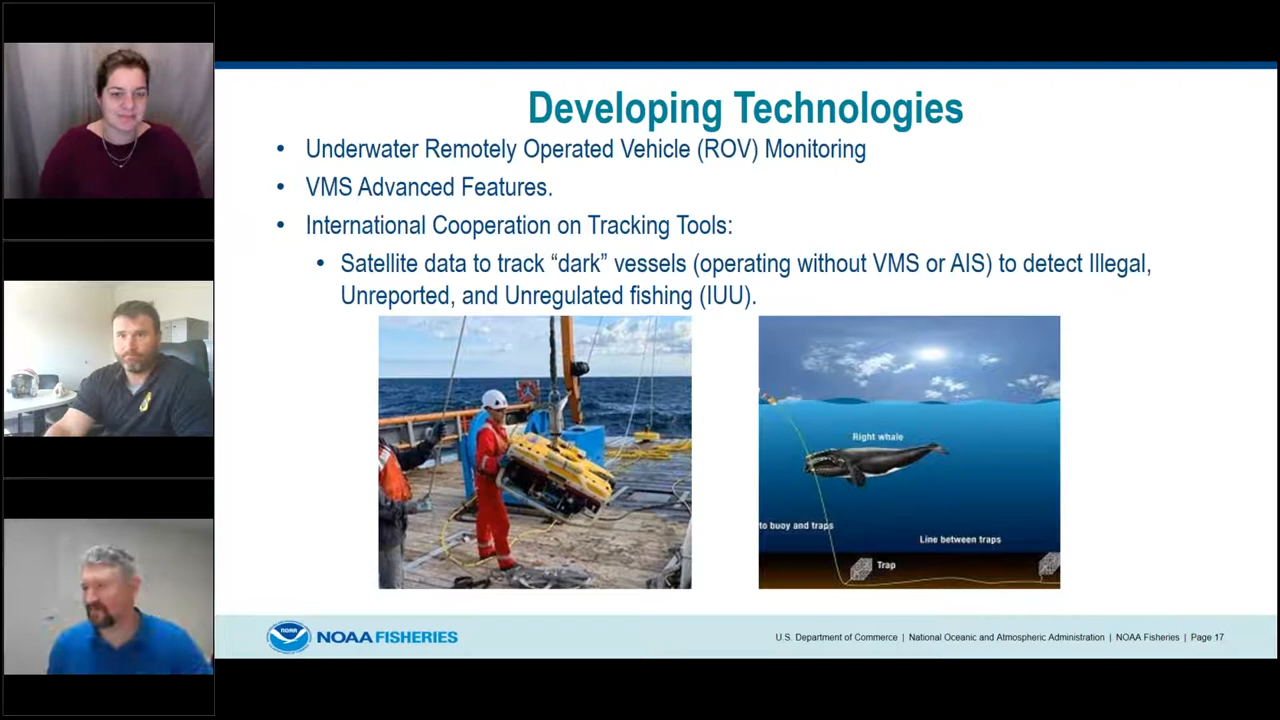 Developing Technologies
• Underwater Remotely Operated Vehicle (ROV) Monitoring
• VMS Advanced Features.
• International Cooperation on Tracking Tools:
• Satellite data to track “dark” vessels (operating without VMS or AIS) to detect Illegal,
Unreported, and Unregulated fishing (IUU).
Right whale
to buoy and traps
Line between traps
Trap
NOAA
NOAA FISHERIES
U.S. Department of Commerce | National Oceanic and Atmospheric Administration | NOAA Fisheries | Page 17